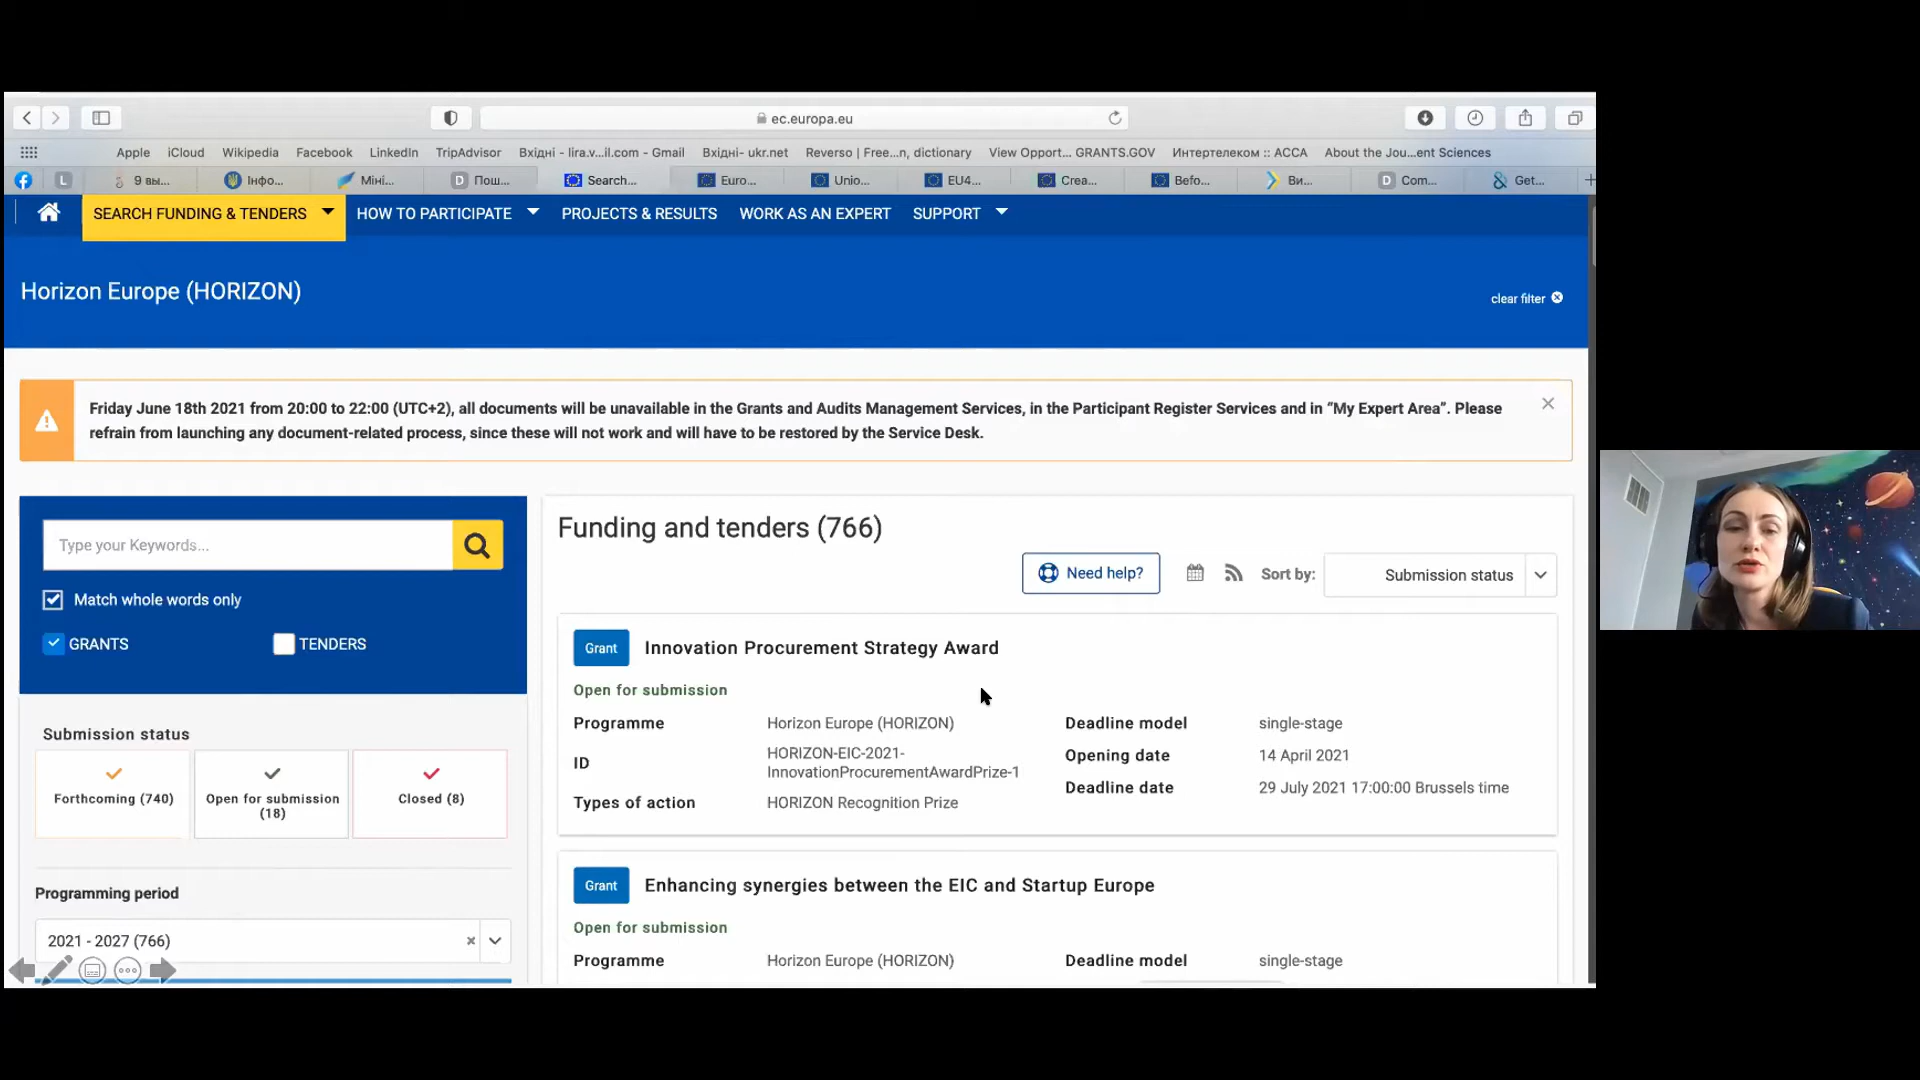 ec.europa.eu
Apple iCloud Wikipedia Facebook LinkedIn TripAdvisor Вхідні - lira.v...il.com - Gmail Вхідні- ukr.net Reverso | Free...n, dictionary View Opport... GRANTS.GOV Интертелеком :: АССА About the Jou...ent Sciences
L 9 вы... Інфо... Міні... D Пош... Search... Euro... Unio... EU4... Crea... Befo... Ви... D Com... Get...
SEARCH FUNDING & TENDERS HOW TO PARTICIPATE PROJECTS & RESULTS WORK AS AN EXPERT SUPPORT
Horizon Europe (HORIZON)
clear filter
Friday June 18th 2021 from 20:00 to 22:00 (UTC+2), all documents will be unavailable in the Grants and Audits Management Services, in the Participant Register Services and in "My Expert Area". Please
refrain from launching any document-related process, since these will not work and will have to be restored by the Service Desk.
Type your Keywords...
Match whole words only
GRANTS TENDERS
Submission status
Forthcoming (740)
Open for submission
(18)
Closed (8)
Programming period
2021 - 2027 (766)
Funding and tenders (766)
Need help?
Sort by: Submission status
Grant Innovation Procurement Strategy Award
Open for submission
Programme Horizon Europe (HORIZON)
ID HORIZON-EIC-2021-
InnovationProcurementAwardPrize-1
Types of action HORIZON Recognition Prize
Deadline model single-stage
Opening date 14 April 2021
Deadline date 29 July 2021 17:00:00 Brussels time
Grant Enhancing synergies between the EIC and Startup Europe
Open for submission
Programme Horizon Europe (HORIZON) Deadline model single-stage